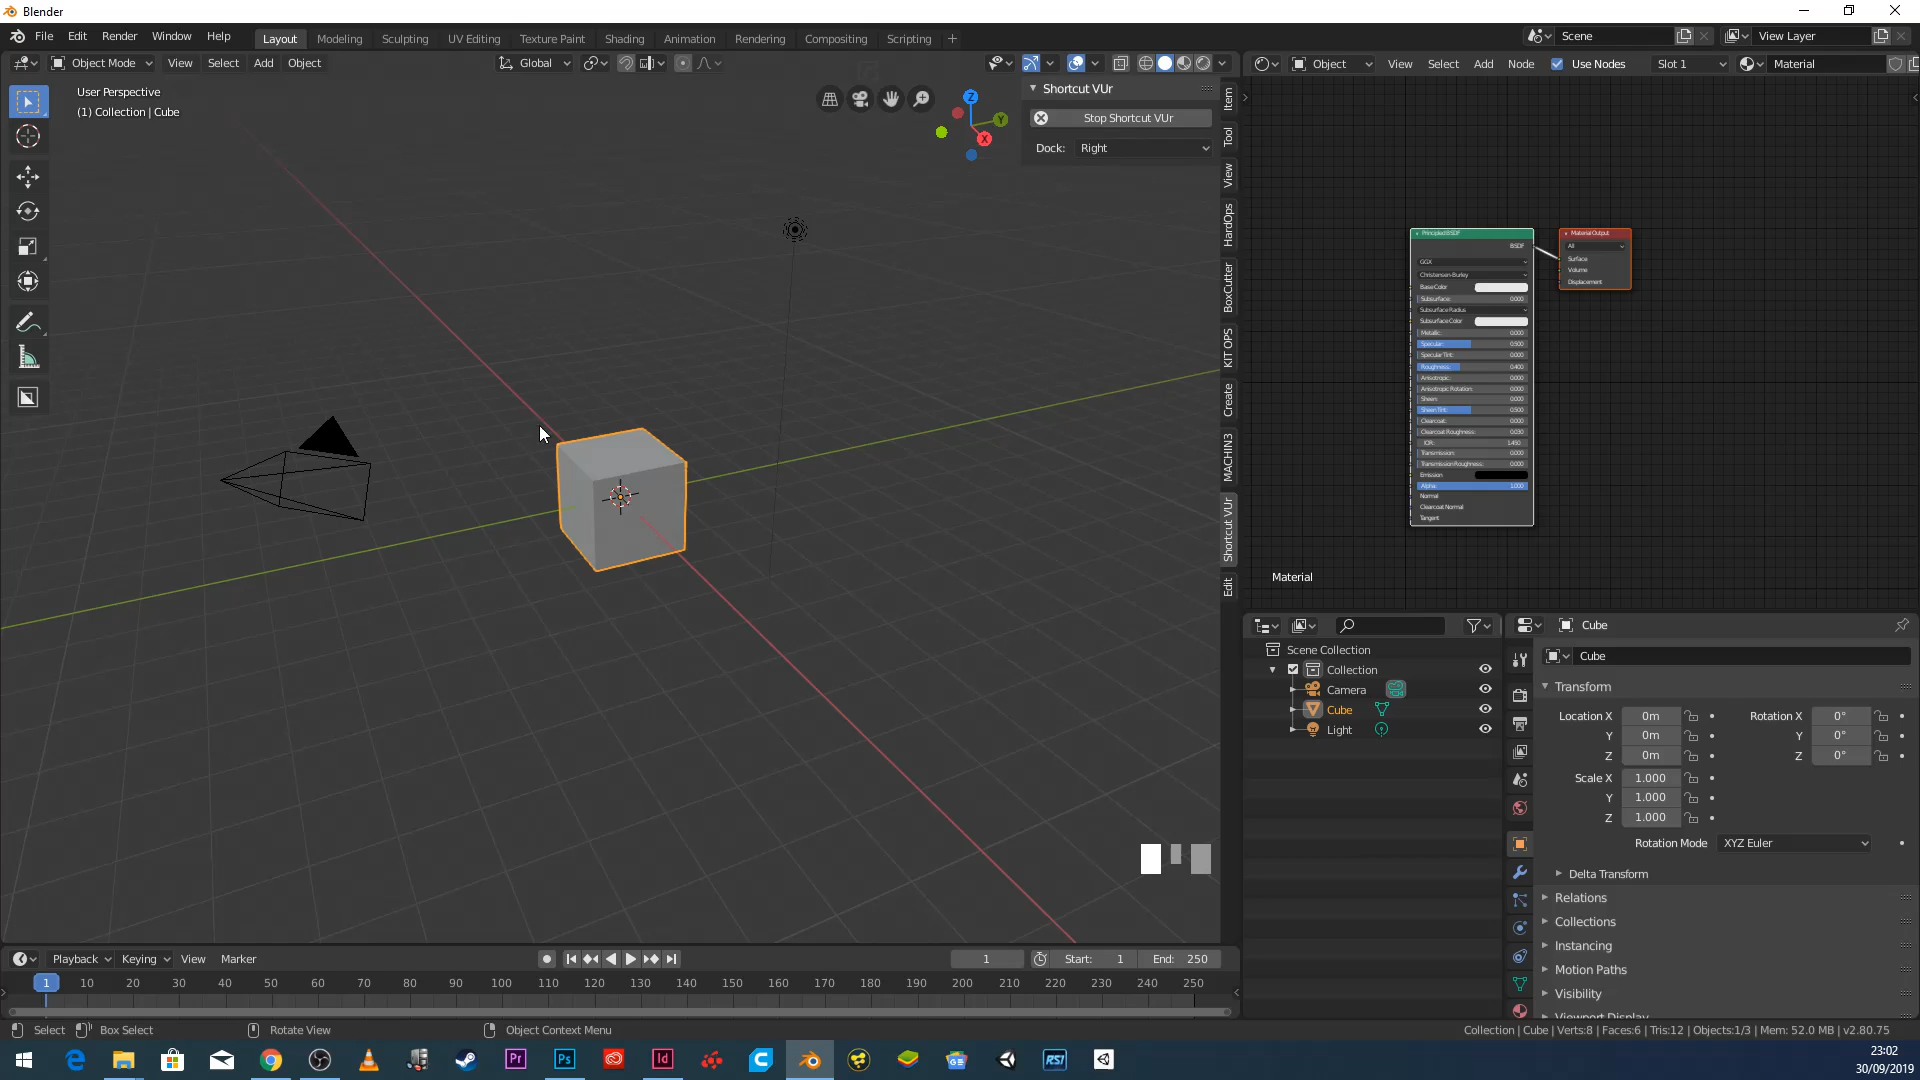 Blender
File Edit Render Window Help
Layout Modeling Sculpting UV Editing Texture Paint Shading Animation Rendering Compositing Scripting +
Scene
View Layer
Object Mode View Select Add Object
Global
Object View Select Node Use Nodes Slot 1 Material
User Perspective
(1) Collection | Cube
Z
Y
X
Shortcut VUr
Stop Shortcut VUr
Dock: Right
Item
Tool
View
HardOps
BoxCutter
KIT OPS
Create
MACHIN3
Shortcut VUr
Edit
Principled BSDF
BSDF
GGX
Christensen-Burley
Base Color
Subsurface: 0.000
Subsurface Radius
Subsurface Color
Metallic: 0.000
Specular: 0.500
Specular Tint: 0.000
Roughness: 0.400
Anisotropic: 0.000
Anisotropic Rotation: 0.000
Sheen: 0.000
Sheen Tint: 0.500
Clearcoat: 0.000
Clearcoat Roughness: 0.030
IOR: 1.450
Transmission: 0.000
Transmission Roughness: 0.000
Emission
Alpha: 1.000
Normal
Clearcoat Normal
Tangent
Material Output
All
Surface
Volume
Displacement
Material
Scene Collection
Collection
Camera
Cube
Light
Cube
Cube
Transform
Location X 0m Rotation X 0°
Y 0m Y 0°
Z 0m Z 0°
Scale X 1.000
Y 1.000
Z 1.000
Rotation Mode XYZ Euler
Delta Transform
Relations
Collections
Instancing
Motion Paths
Visibility
Viewport Display
Playback Keying View Marker
1 Start: 1 End: 250
1 10 20 30 40 50 60 70 80 90 100 110 120 130 140 150 160 170 180 190 200 210 220 230 240 250
Select Box Select Rotate View Object Context Menu
Collection | Cube | Verts:8 | Faces:6 | Tris:12 | Objects:1/3 | Mem: 52.0 MB | v2.80.75
Pr Ps Id GE RSI
23:02
30/09/2019